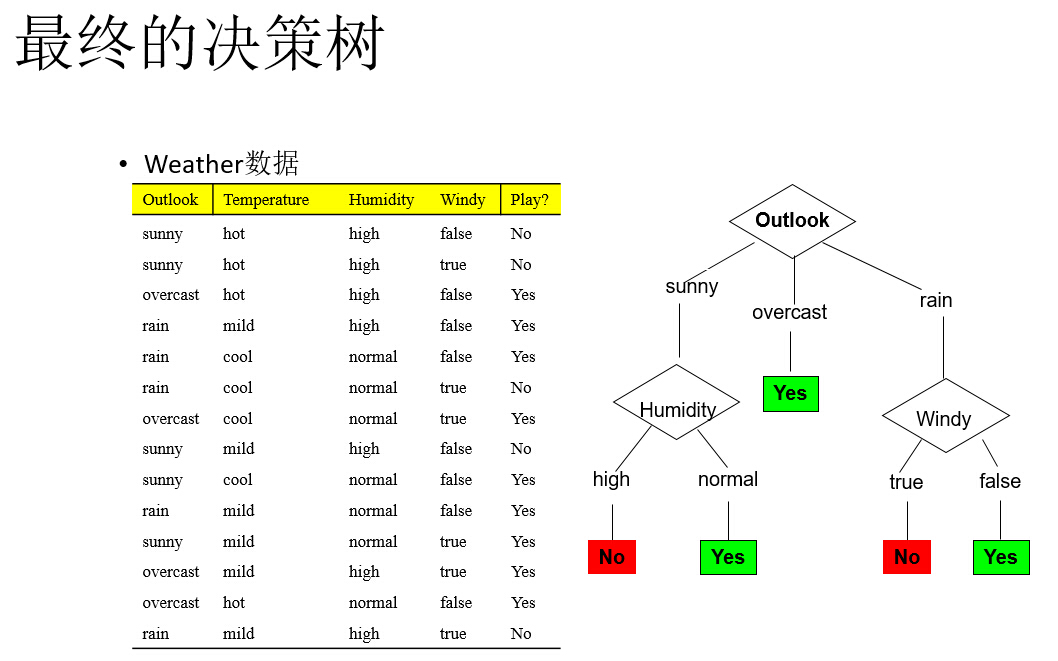 最终的决策树
• Weather数据
Outlook Temperature Humidity Windy Play?
sunny hot high false No
sunny hot high true No
overcast hot high false Yes
rain mild high false Yes
rain cool normal false Yes
rain cool normal true No
overcast cool normal true Yes
sunny mild high false No
sunny cool normal false Yes
rain mild normal false Yes
sunny mild normal true Yes
overcast mild high true Yes
overcast hot normal false Yes
rain mild high true No
Outlook
sunny overcast rain
Humidity Yes Windy
high normal true false
No Yes No Yes